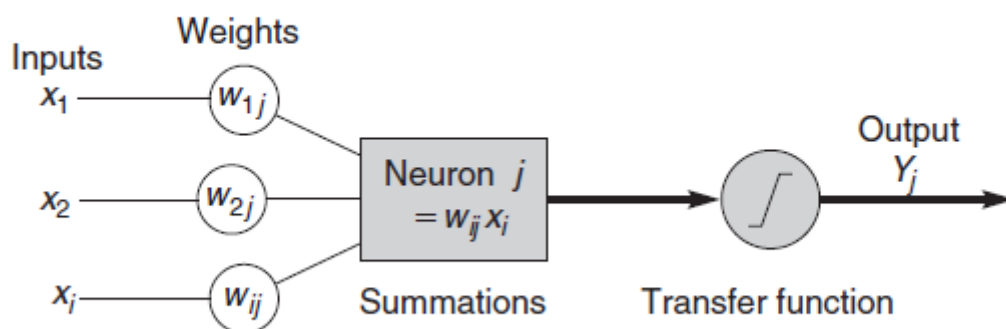 Inputs
Weights
x₁
w₁ⱼ
x₂
w₂ⱼ
xᵢ
wᵢⱼ
Neuron j
= wᵢⱼ xᵢ
Summations
Transfer function
Output
Yⱼ